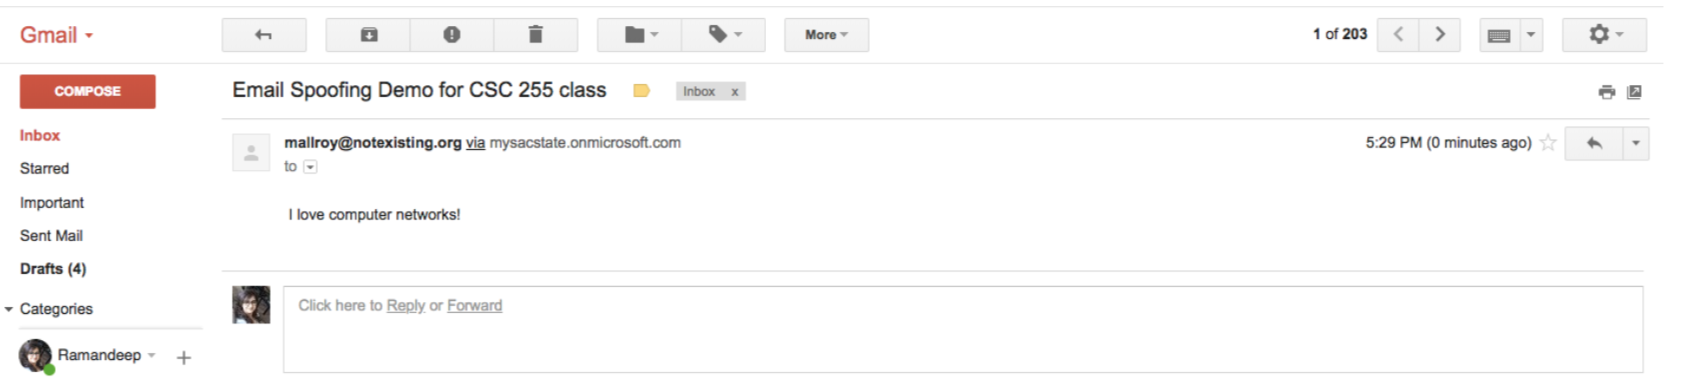 Gmail
More
1 of 203
COMPOSE
Email Spoofing Demo for CSC 255 class
Inbox x
Inbox
mallroy@notexisting.org via mysacstate.onmicrosoft.com
5:29 PM (0 minutes ago)
Starred
to
Important
I love computer networks!
Sent Mail
Drafts (4)
Categories
Click here to Reply or Forward
Ramandeep